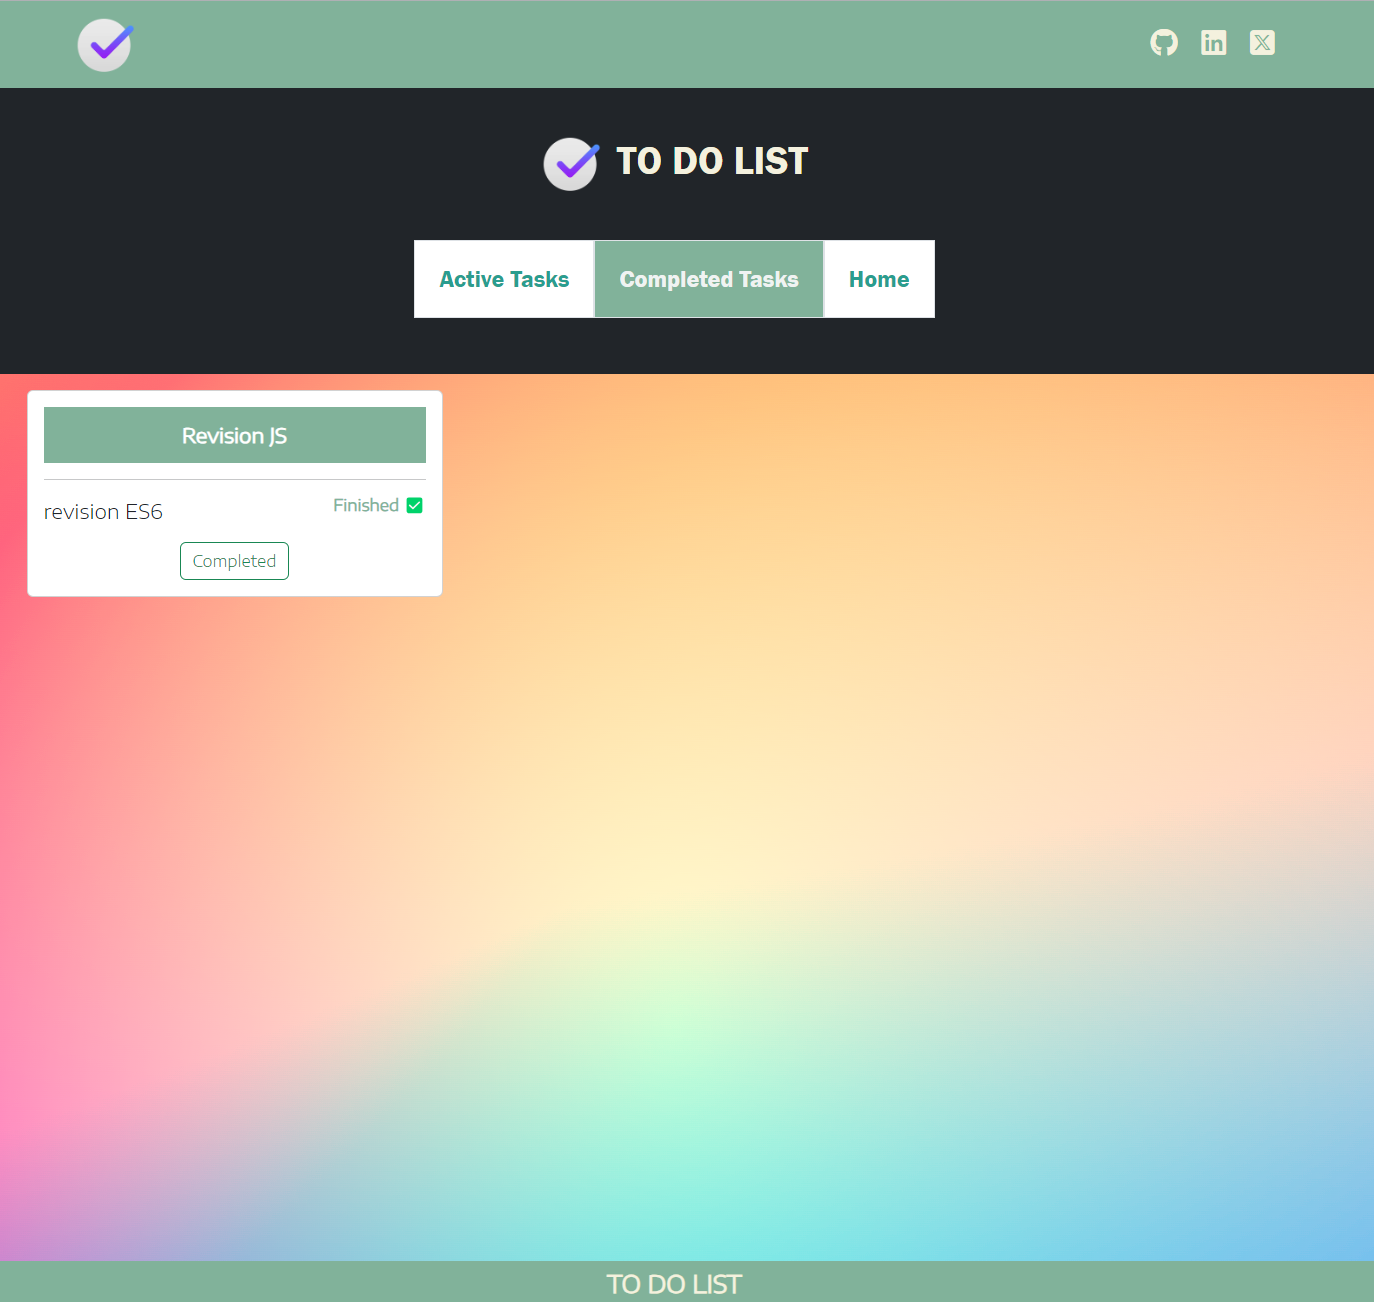 TO DO LIST
Active Tasks
Completed Tasks
Home
Revision JS
revision ES6
Finished
Completed
TO DO LIST